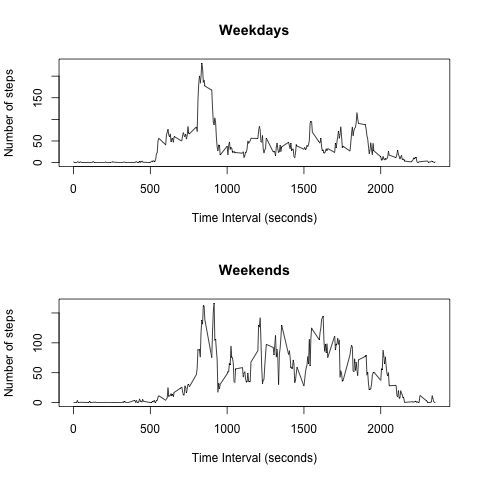 Weekdays
Number of steps
0 50 150
0 500 1000 1500 2000
Time Interval (seconds)
Weekends
Number of steps
0 50 100
0 500 1000 1500 2000
Time Interval (seconds)